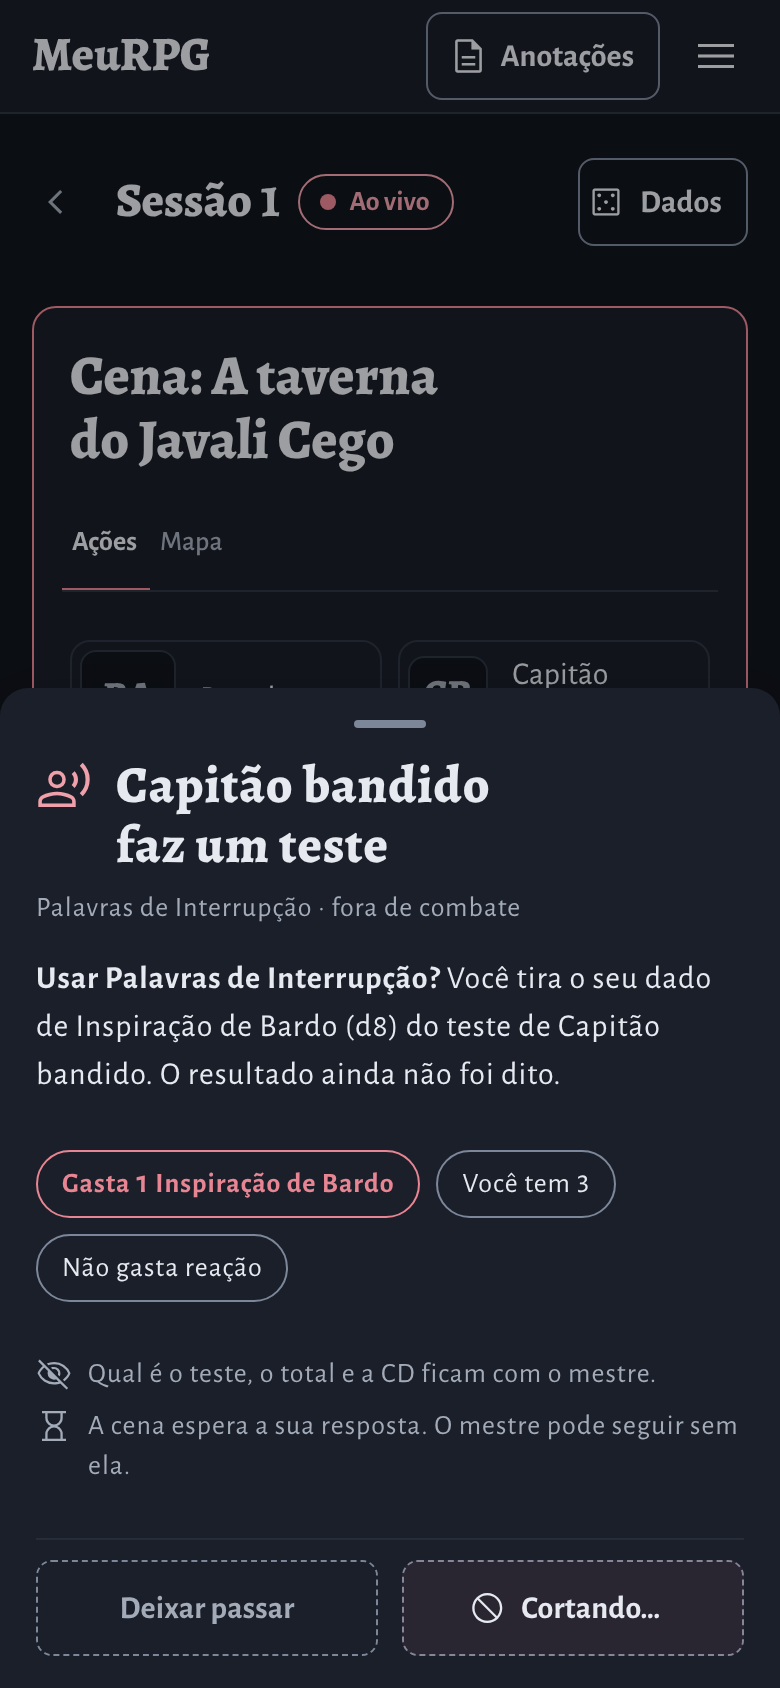 MeuRPG
Anotações
Sessão 1
Ao vivo
Dados
Cena: A taverna
do Javali Cego
Ações
Mapa
Capitão
Capitão bandido
faz um teste
Palavras de Interrupção · fora de combate
Usar Palavras de Interrupção? Você tira o seu dado
de Inspiração de Bardo (d8) do teste de Capitão
bandido. O resultado ainda não foi dito.
Gasta 1 Inspiração de Bardo
Você tem 3
Não gasta reação
Qual é o teste, o total e a CD ficam com o mestre.
A cena espera a sua resposta. O mestre pode seguir sem
ela.
Deixar passar
Cortando...